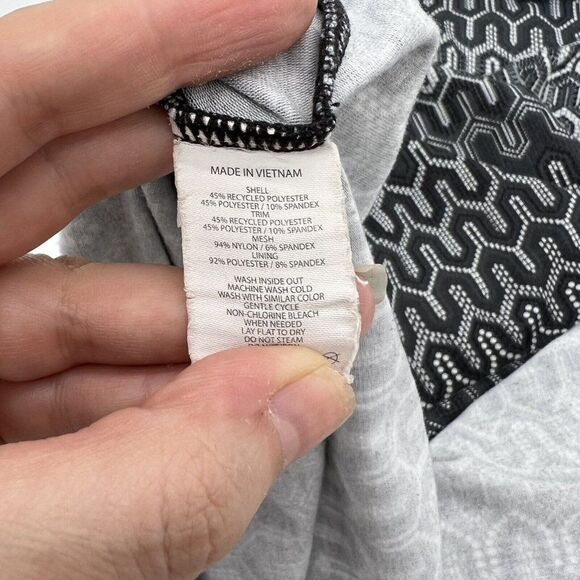 MADE IN VIETNAM
SHELL
45% RECYCLED POLYESTER
45% POLYESTER / 10% SPANDEX
TRIM
45% RECYCLED POLYESTER
45% POLYESTER / 10% SPANDEX
MESH
94% NYLON / 6% SPANDEX
LINING
92% POLYESTER / 8% SPANDEX
WASH INSIDE OUT
MACHINE WASH COLD
WASH WITH SIMILAR COLOR
GENTLE CYCLE
NON-CHLORINE BLEACH
WHEN NEEDED
LAY FLAT TO DRY
DO NOT STEAM
DO NOT